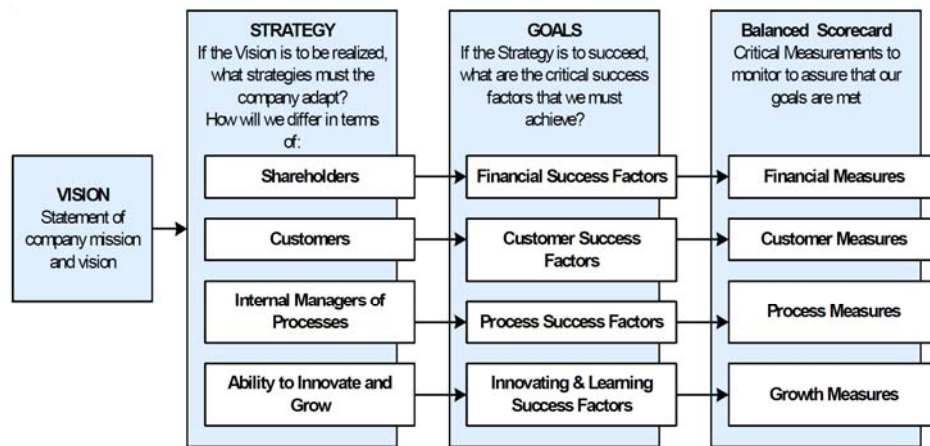 STRATEGY
If the Vision is to be realized,
what strategies must the
company adapt?
How will we differ in terms
of:
GOALS
If the Strategy is to succeed,
what are the critical success
factors that we must
achieve?
Balanced Scorecard
Critical Measurements to
monitor to assure that our
goals are met
VISION
Statement of
company mission
and vision
Shareholders
Financial Success Factors
Financial Measures
Customers
Customer Success
Factors
Customer Measures
Internal Managers of
Processes
Process Success Factors
Process Measures
Ability to Innovate and
Grow
Innovating & Learning
Success Factors
Growth Measures